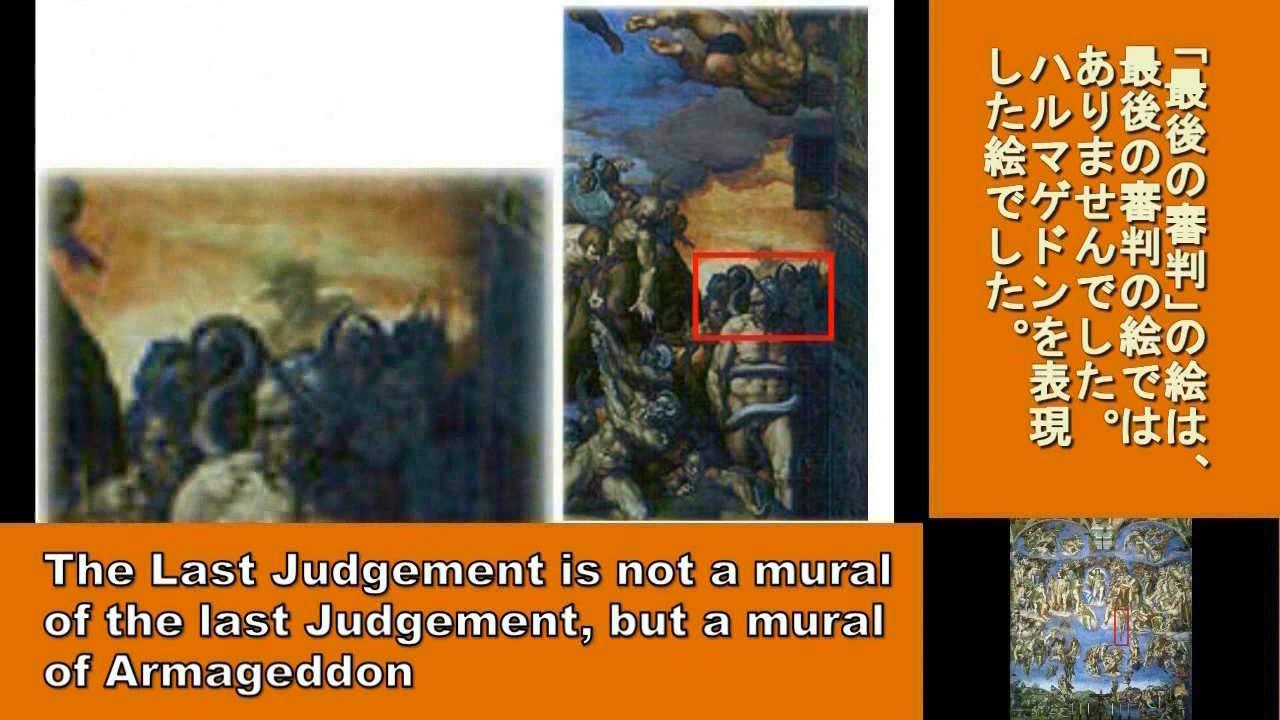 「最後の審判」の絵は、
最後の審判の絵では
ありませんでした。
ハルマゲドンを表現
した絵でした。
The Last Judgement is not a mural
of the last Judgement, but a mural
of Armageddon